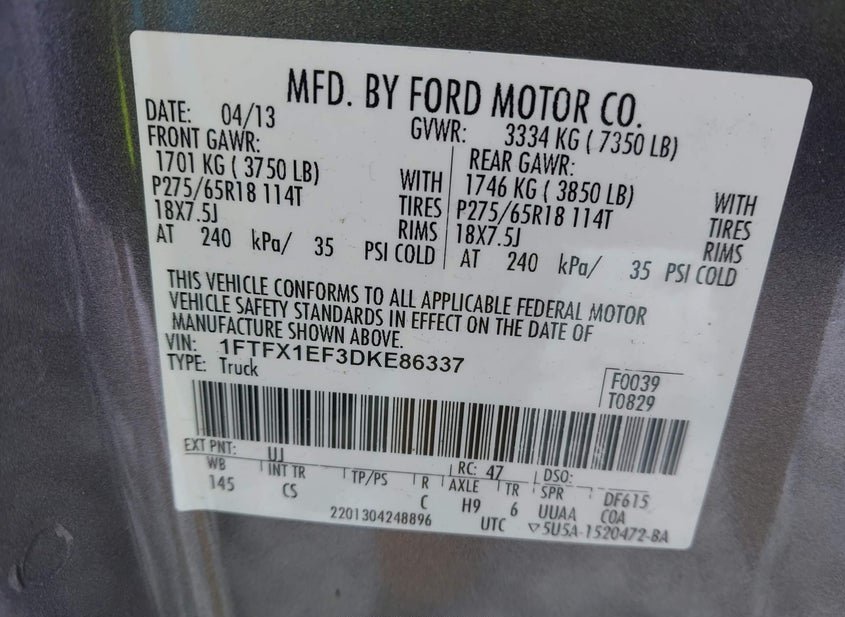 MFD. BY FORD MOTOR CO.
DATE: 04/13 GVWR: 3334 KG ( 7350 LB)
FRONT GAWR: REAR GAWR:
1701 KG ( 3750 LB) WITH 1746 KG ( 3850 LB) WITH
P275/65R18 114T TIRES P275/65R18 114T TIRES
18X7.5J RIMS 18X7.5J RIMS
AT 240 kPa/ 35 PSI COLD AT 240 kPa/ 35 PSI COLD
THIS VEHICLE CONFORMS TO ALL APPLICABLE FEDERAL MOTOR
VEHICLE SAFETY STANDARDS IN EFFECT ON THE DATE OF
MANUFACTURE SHOWN ABOVE.
VIN: 1FTFX1EF3DKE86337
TYPE: Truck
F0039
T0829
EXT PNT: UJ RC: 47 DSO:
WB INT TR TP/PS R AXLE TR SPR DF615
145 CS C H9 6 UUAA COA
2201304248896 UTC ▽5U5A-1520472-BA